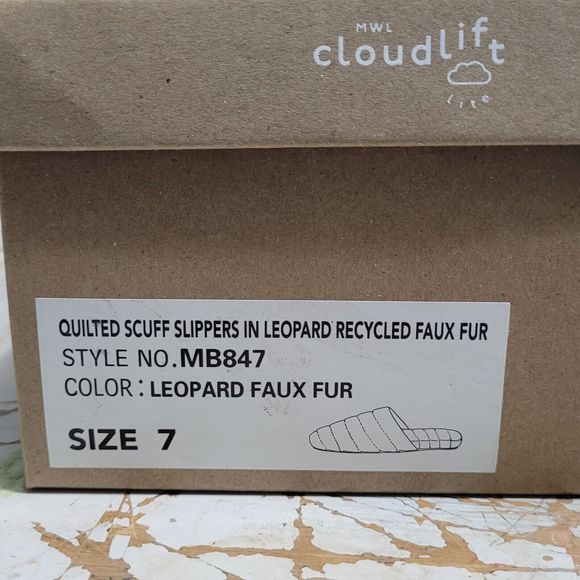 MWL
cloudlift
lite
QUILTED SCUFF SLIPPERS IN LEOPARD RECYCLED FAUX FUR
STYLE NO.MB847
COLOR: LEOPARD FAUX FUR
SIZE 7